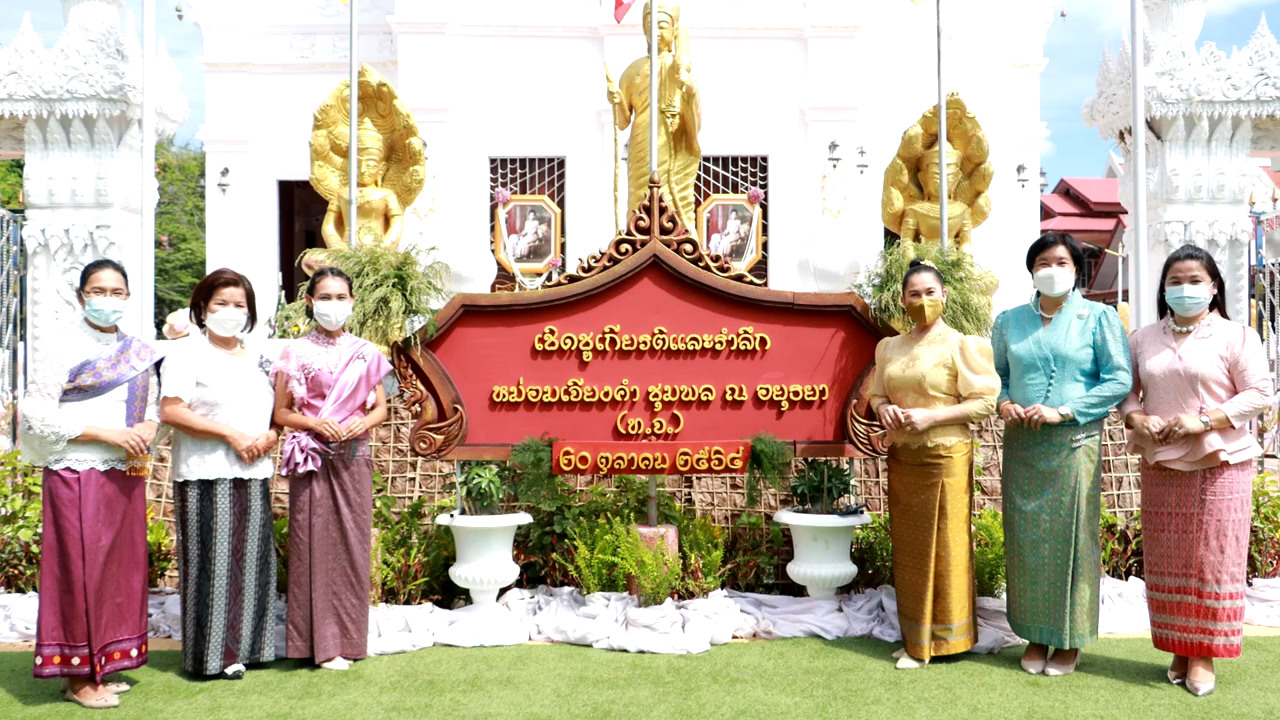 เชิดชูเกียรติและรำลึก
หม่อมเจียงคำ ชุมพล ณ อยุธยา
(ท.จ.)
๒๐ ตุลาคม ๒๕๖๔